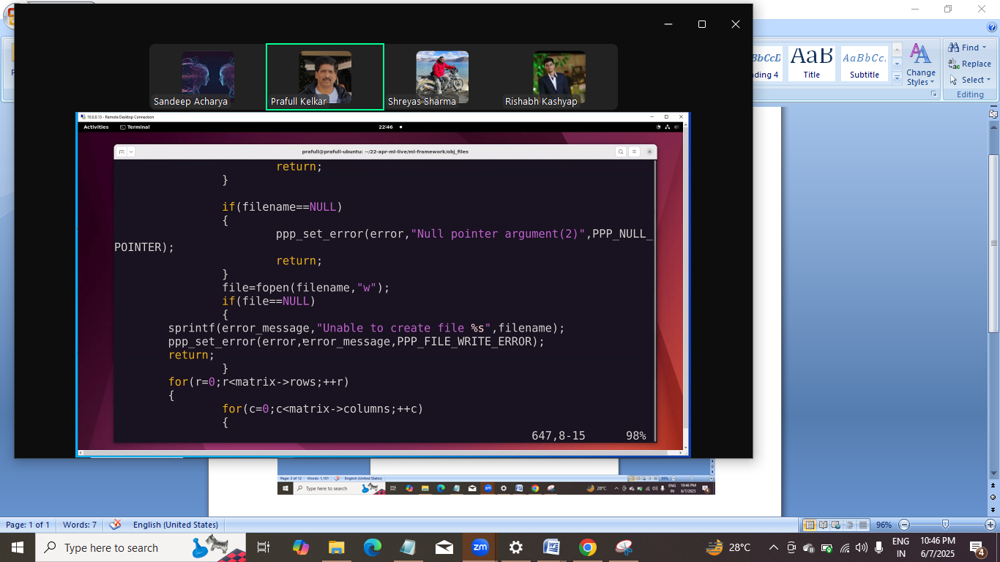 bCcD
AaB
AaBbCc.
ding 4
Title
Subtitle
Change
Styles
Find
Replace
Select
Editing
Sandeep Acharya
Prafull Kelkar
Shreyas Sharma
Rishabh Kashyap
10.0.0.13 - Remote Desktop Connection
Activities
Terminal
22:46
prafull@prafull-ubuntu: ~/22-apr-ml-live/ml-framework/obj_files
return;
}
if(filename==NULL)
{
ppp_set_error(error,"Null pointer argument(2)",PPP_NULL_
POINTER);
return;
}
file=fopen(filename,"w");
if(file==NULL)
{
sprintf(error_message,"Unable to create file %s",filename);
ppp_set_error(error,error_message,PPP_FILE_WRITE_ERROR);
return;
}
for(r=0;r<matrix->rows;++r)
{
for(c=0;c<matrix->columns;++c)
{
647,8-15 98%
Words: 1,101
English (United States)
Type here to search
28°C
ENG
IN
10:46 PM
6/7/2025
Page: 1 of 1
Words: 7
English (United States)
96%
Type here to search
zm
28°C
ENG
IN
10:46 PM
6/7/2025
4